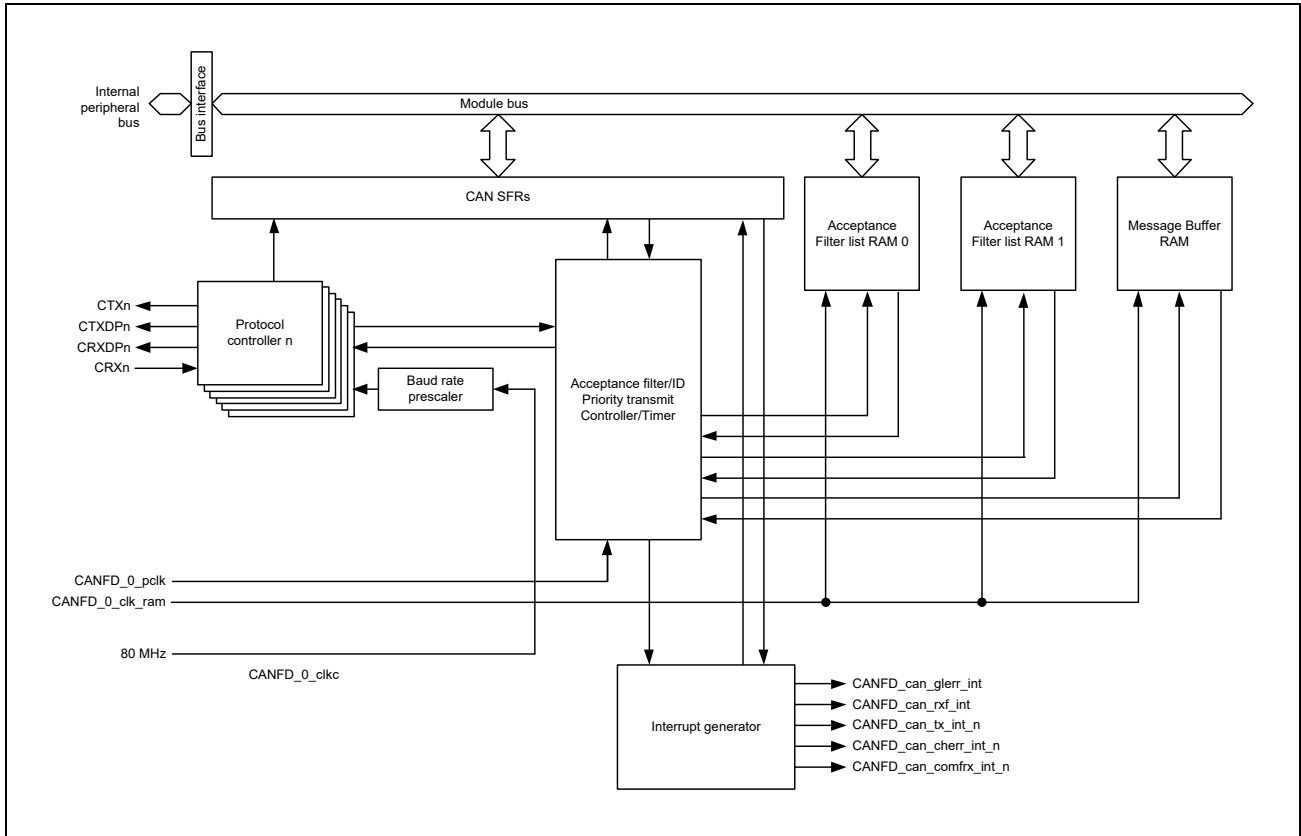 Internal
peripheral
bus
Bus interface
Module bus
CAN SFRs
Acceptance
Filter list RAM 0
Acceptance
Filter list RAM 1
Message Buffer
RAM
CTXn
CTXDPn
CRXDPn
CRXn
Protocol
controller n
Baud rate
prescaler
Acceptance filter/ID
Priority transmit
Controller/Timer
CANFD_0_pclk
CANFD_0_clk_ram
80 MHz
CANFD_0_clkc
Interrupt generator
CANFD_can_glerr_int
CANFD_can_rxf_int
CANFD_can_tx_int_n
CANFD_can_cherr_int_n
CANFD_can_comfrx_int_n